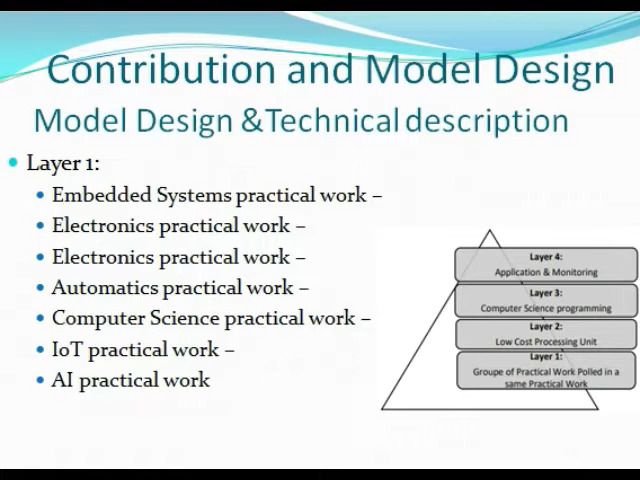 Contribution and Model Design
Model Design &Technical description
Layer 1:
Embedded Systems practical work –
Electronics practical work –
Electronics practical work –
Automatics practical work –
Computer Science practical work –
IoT practical work –
AI practical work
Layer 4:
Application & Monitoring
Layer 3:
Computer Science programming
Layer 2:
Low Cost Processing Unit
Layer 1:
Groupe of Practical Work Polled in a
same Practical Work